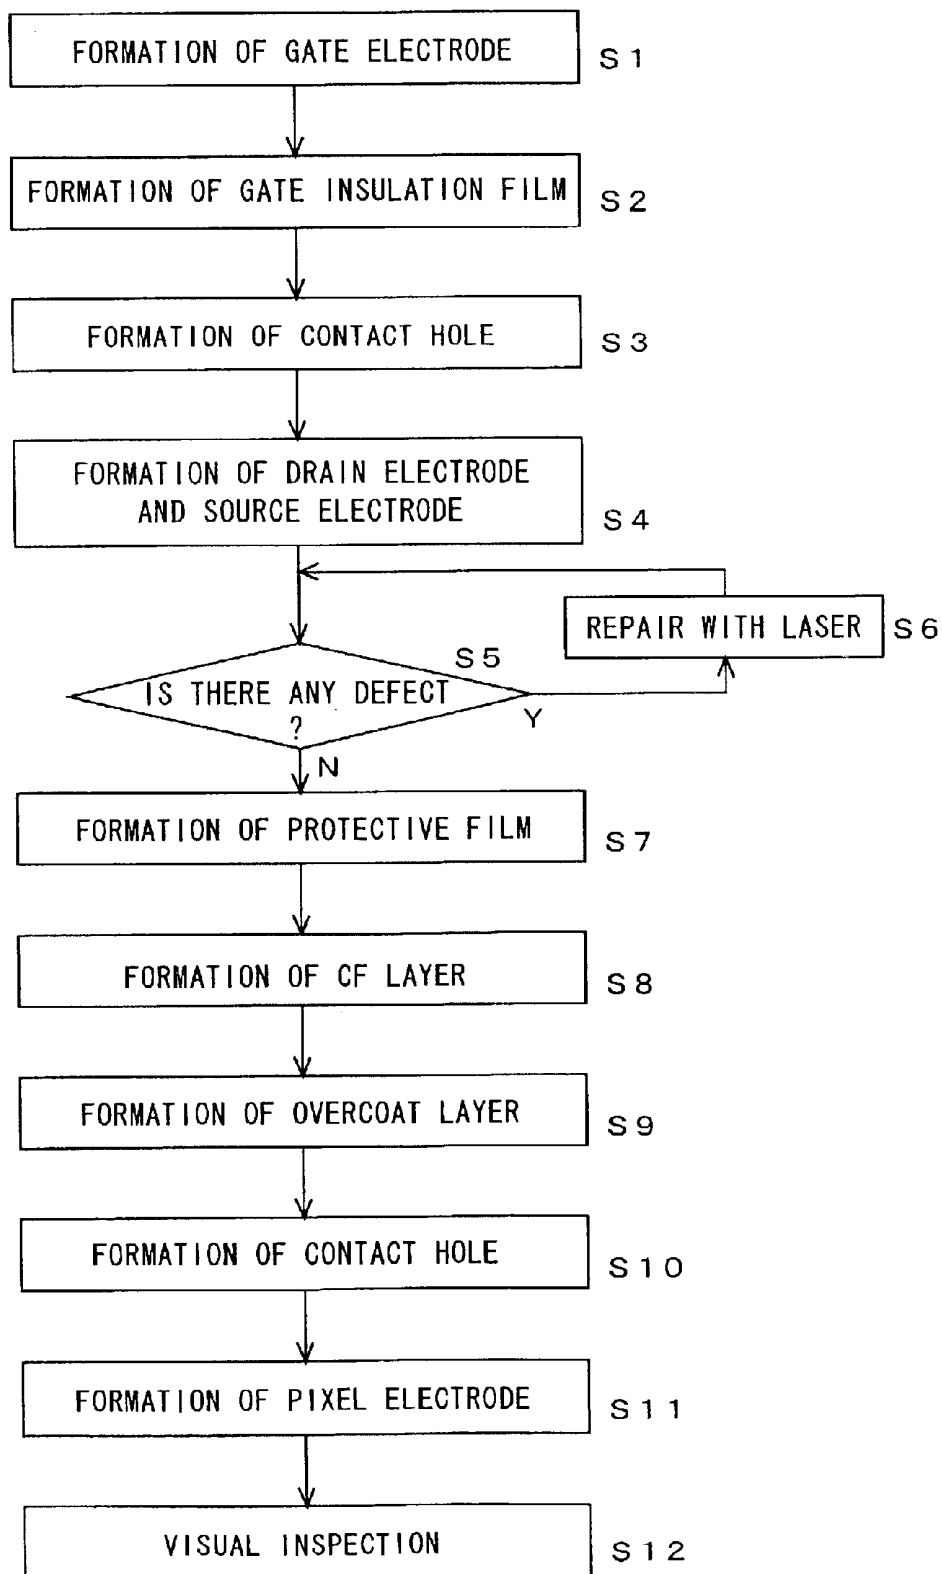 FORMATION OF GATE ELECTRODE
S1
FORMATION OF GATE INSULATION FILM
S2
FORMATION OF CONTACT HOLE
S3
FORMATION OF DRAIN ELECTRODE
AND SOURCE ELECTRODE
S4
REPAIR WITH LASER
S6
S5
IS THERE ANY DEFECT
?
Y
N
FORMATION OF PROTECTIVE FILM
S7
FORMATION OF CF LAYER
S8
FORMATION OF OVERCOAT LAYER
S9
FORMATION OF CONTACT HOLE
S10
FORMATION OF PIXEL ELECTRODE
S11
VISUAL INSPECTION
S12